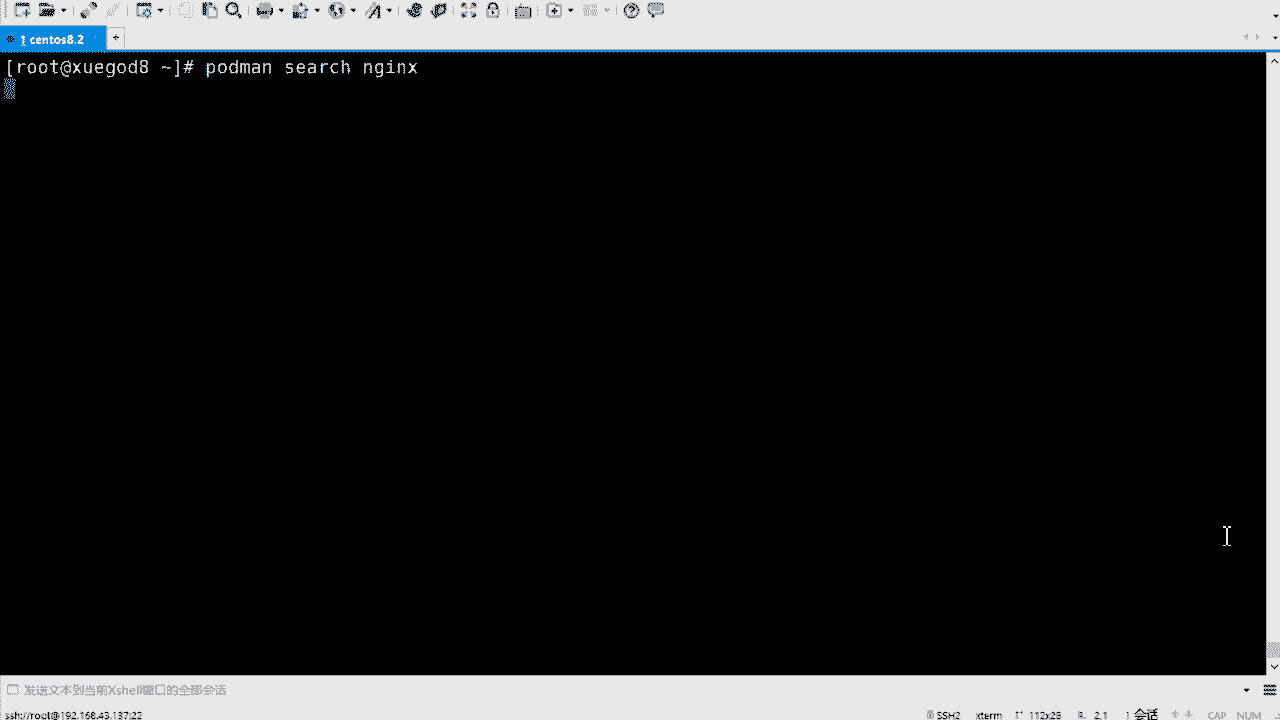 1 centos8.2
[root@xuegod8 ~]# podman search nginx
发送文本到当前Xshell窗口的全部会话
ssh://root@192.168.43.137:22
SSH2
xterm
112x28
2,1
1 会话
CAP
NUM